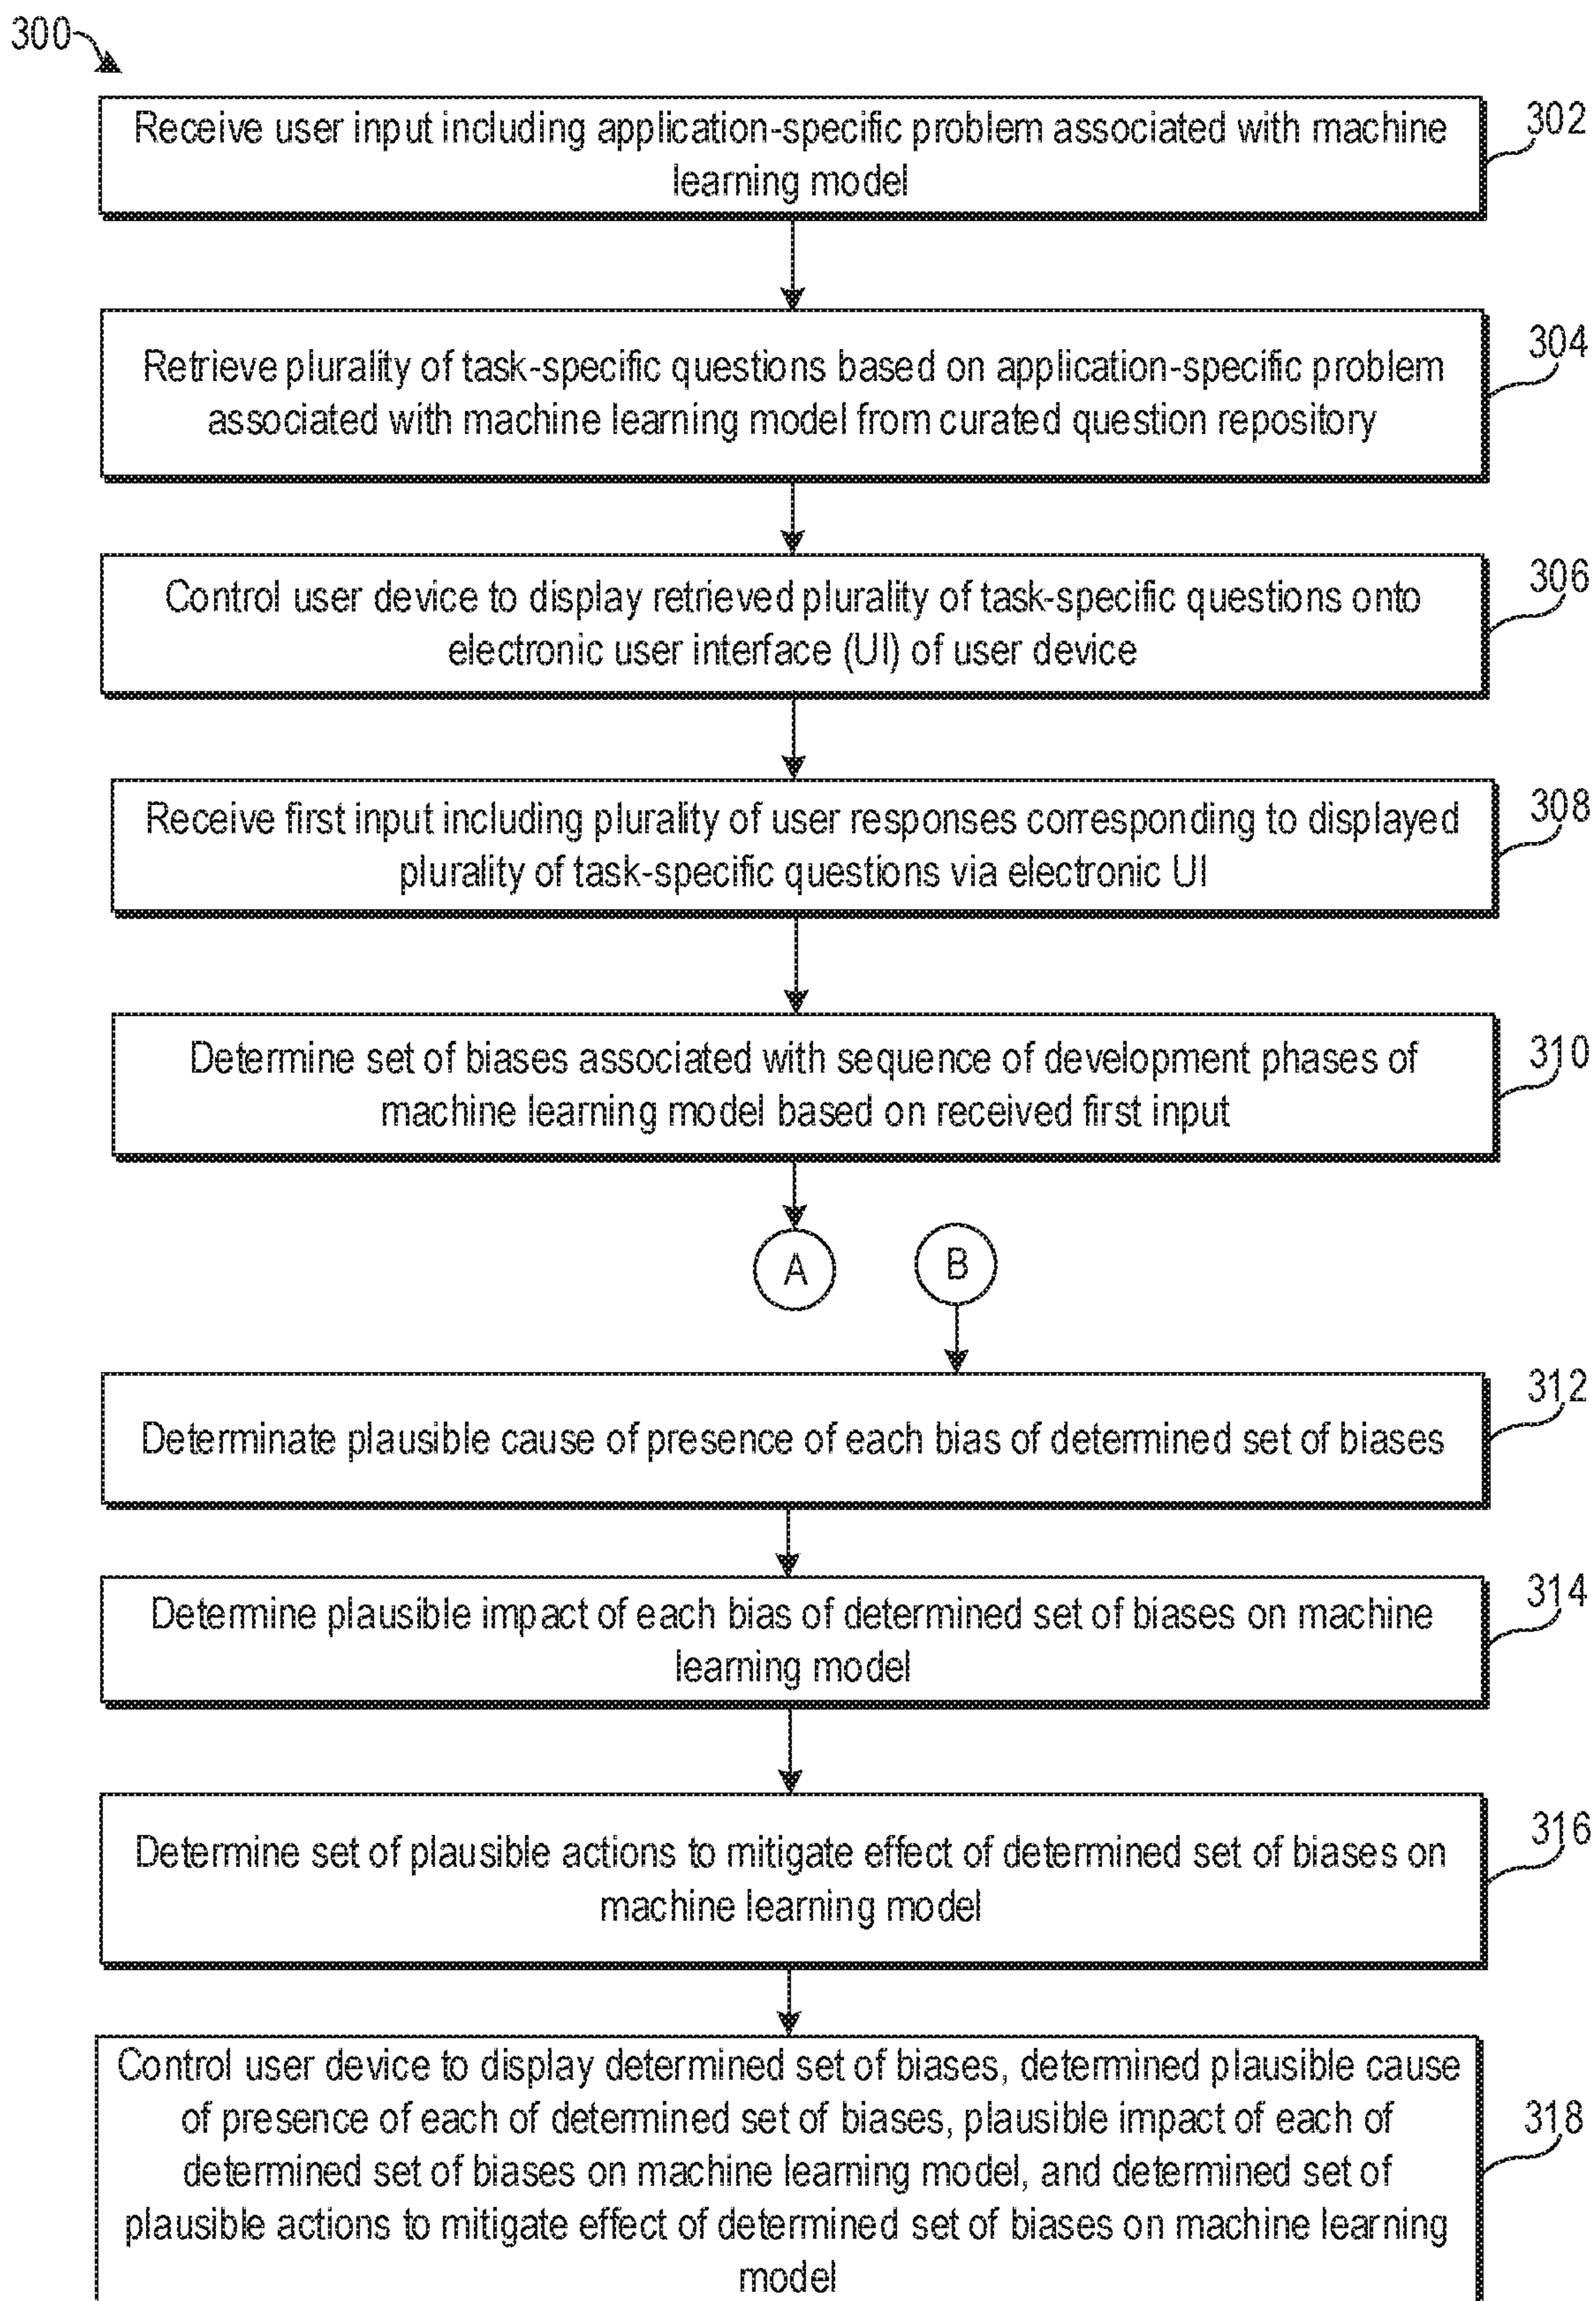 300
Receive user input including application-specific problem associated with machine
learning model
302
Retrieve plurality of task-specific questions based on application-specific problem
associated with machine learning model from curated question repository
304
Control user device to display retrieved plurality of task-specific questions onto
electronic user interface (UI) of user device
306
Receive first input including plurality of user responses corresponding to displayed
plurality of task-specific questions via electronic UI
308
Determine set of biases associated with sequence of development phases of
machine learning model based on received first input
310
A
B
Determinate plausible cause of presence of each bias of determined set of biases
312
Determine plausible impact of each bias of determined set of biases on machine
learning model
314
Determine set of plausible actions to mitigate effect of determined set of biases on
machine learning model
316
Control user device to display determined set of biases, determined plausible cause
of presence of each of determined set of biases, plausible impact of each of
determined set of biases on machine learning model, and determined set of
plausible actions to mitigate effect of determined set of biases on machine learning
model
318